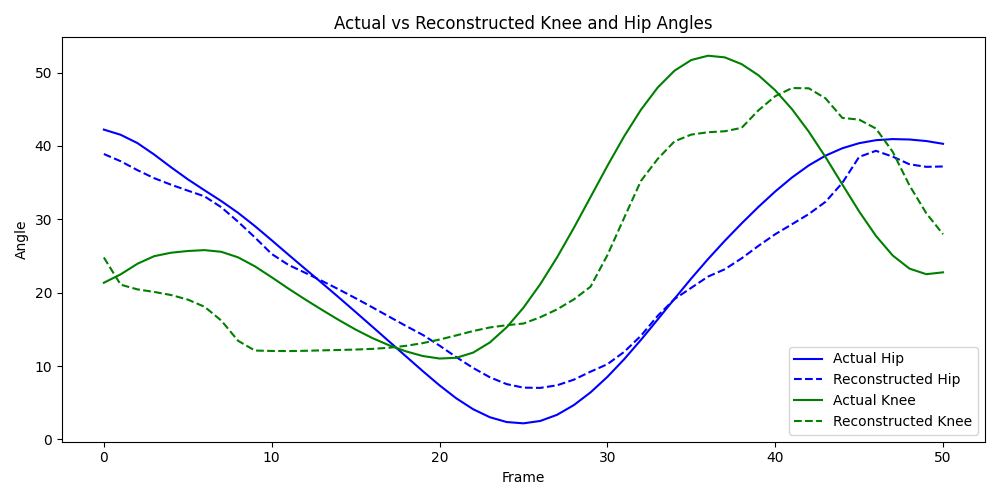 Actual vs Reconstructed Knee and Hip Angles
Angle
50
40
30
20
10
0
0 10 20 30 40 50
Frame
Actual Hip
Reconstructed Hip
Actual Knee
Reconstructed Knee